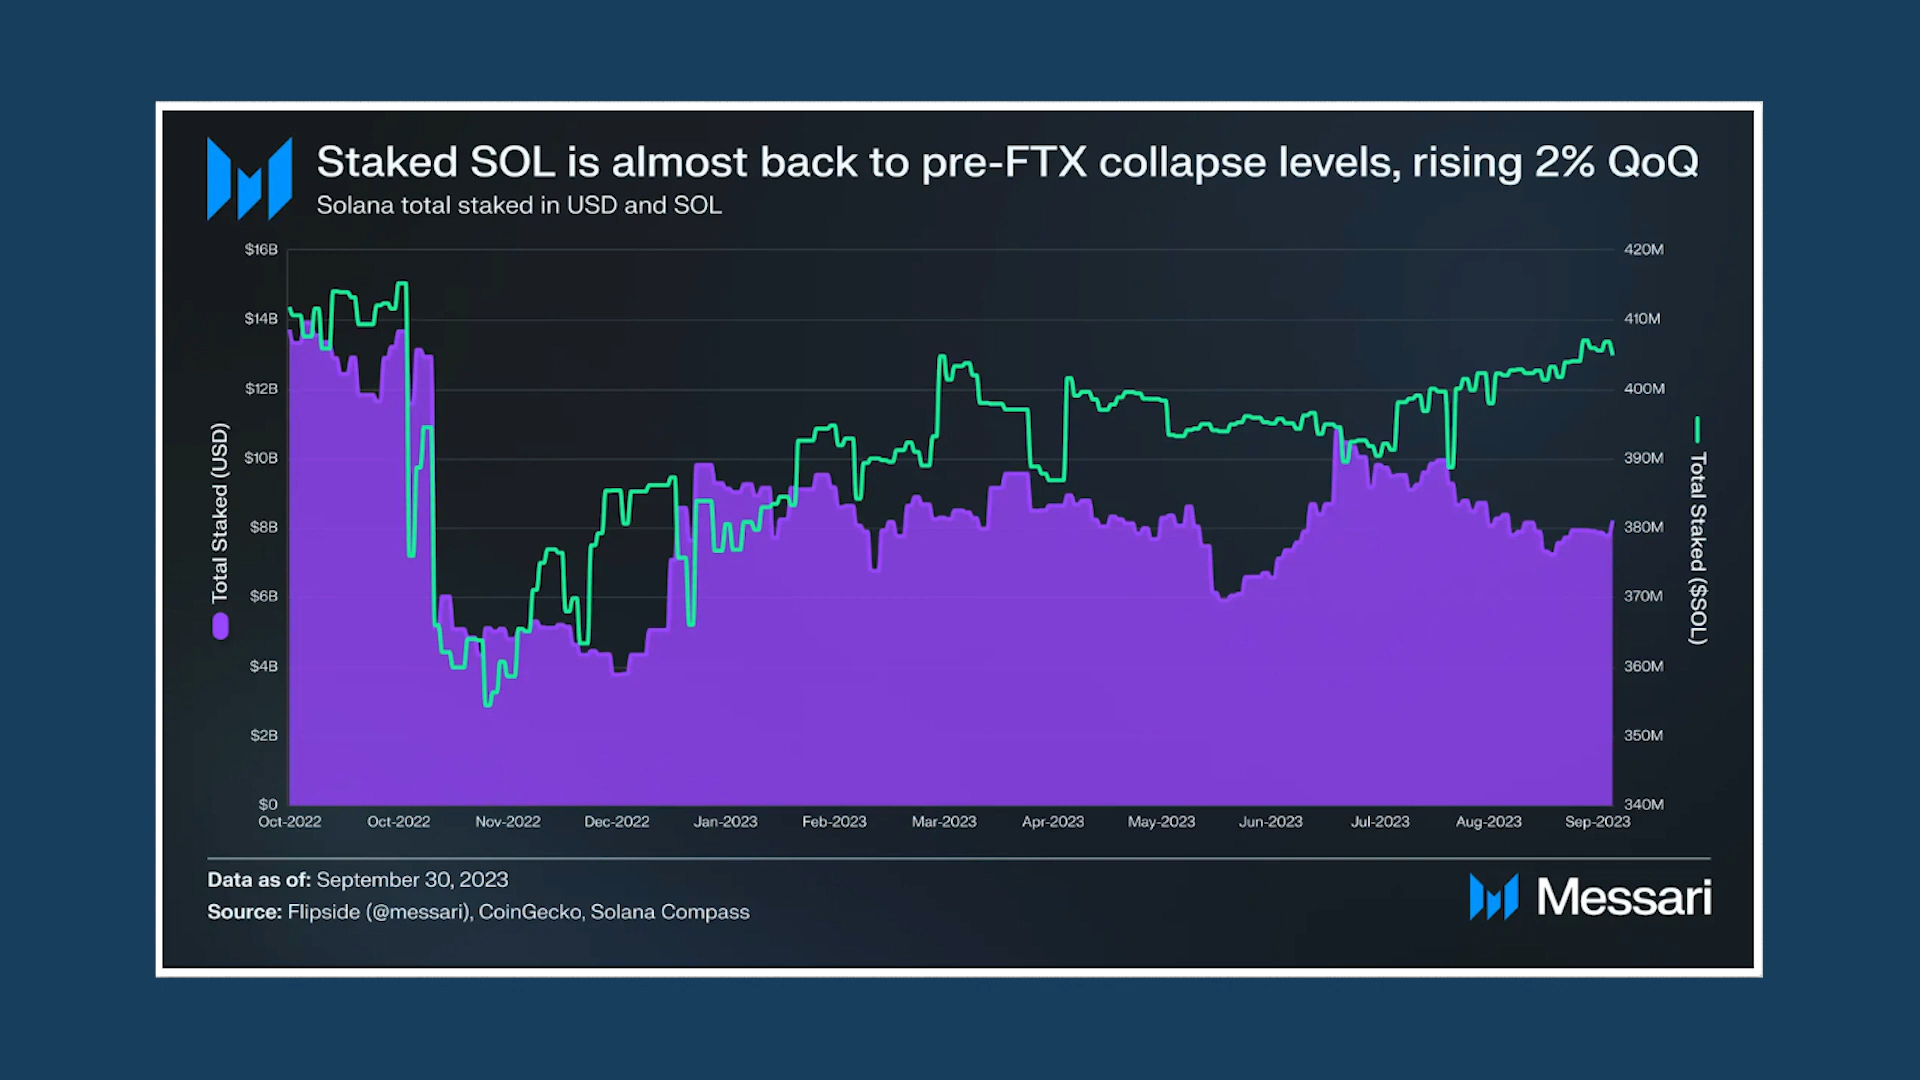 Staked SOL is almost back to pre-FTX collapse levels, rising 2% QoQ
Solana total staked in USD and SOL
$16B
$14B
$12B
$10B
$8B
$6B
$4B
$2B
$0
Total Staked (USD)
420M
410M
400M
390M
380M
370M
360M
350M
340M
Total Staked ($SOL)
Oct-2022 Oct-2022 Nov-2022 Dec-2022 Jan-2023 Feb-2023 Mar-2023 Apr-2023 May-2023 Jun-2023 Jul-2023 Aug-2023 Sep-2023
Data as of: September 30, 2023
Source: Flipside (@messari), CoinGecko, Solana Compass
Messari